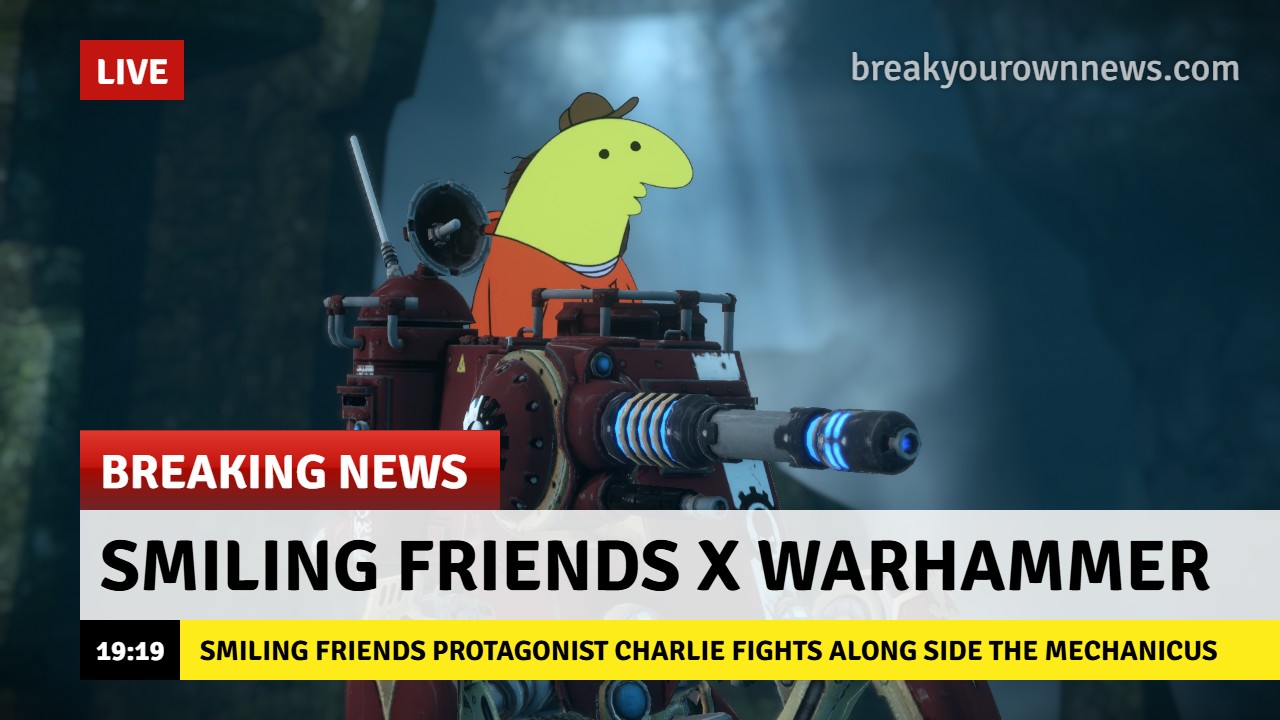 LIVE
breakyourownnews.com
BREAKING NEWS
SMILING FRIENDS X WARHAMMER
19:19 SMILING FRIENDS PROTAGONIST CHARLIE FIGHTS ALONG SIDE THE MECHANICUS